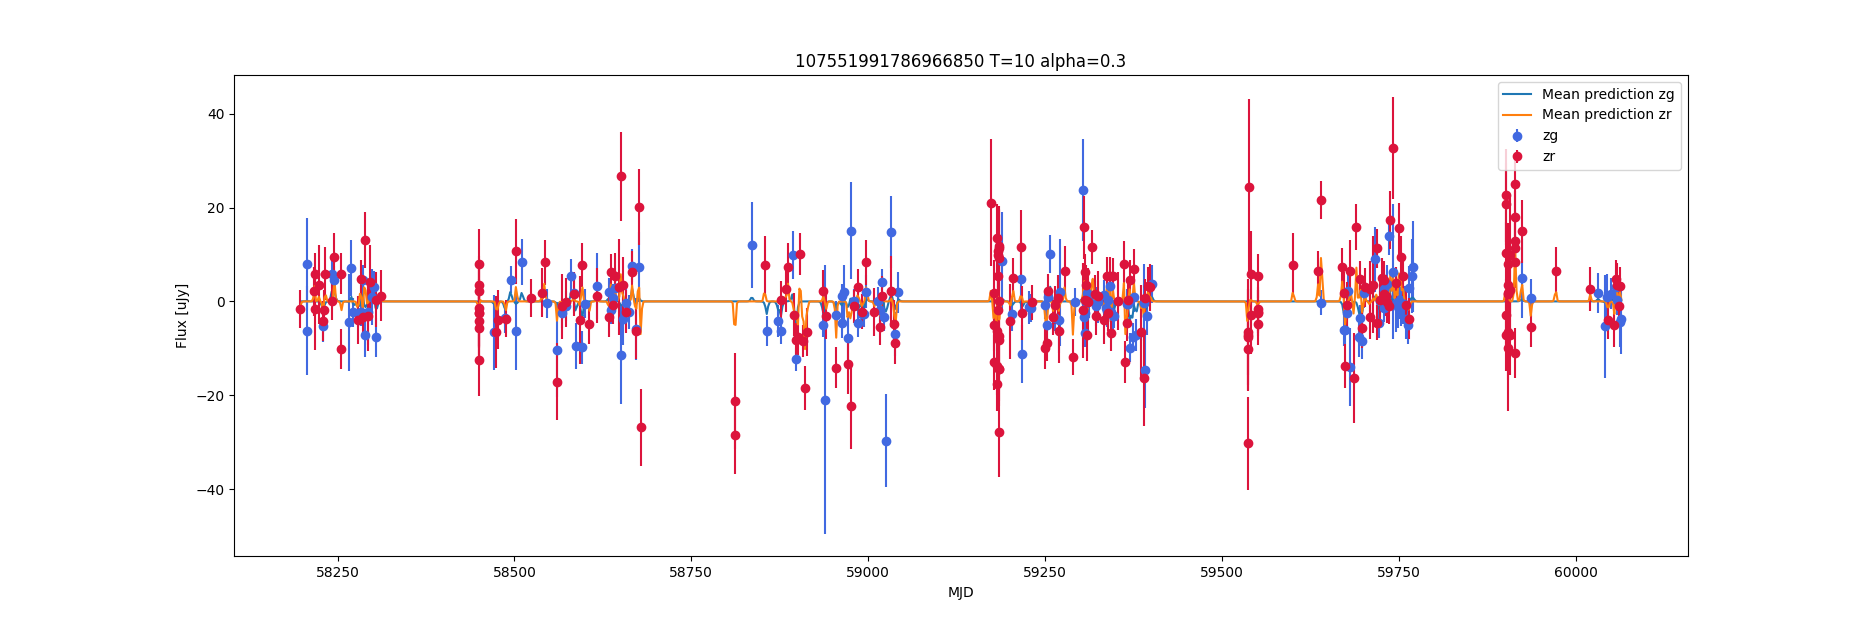 107551991786966850 T=10 alpha=0.3
Mean prediction zg
Mean prediction zr
zg
zr
40
20
0
−20
−40
Flux [uJy]
58250 58500 58750 59000 59250 59500 59750 60000
MJD